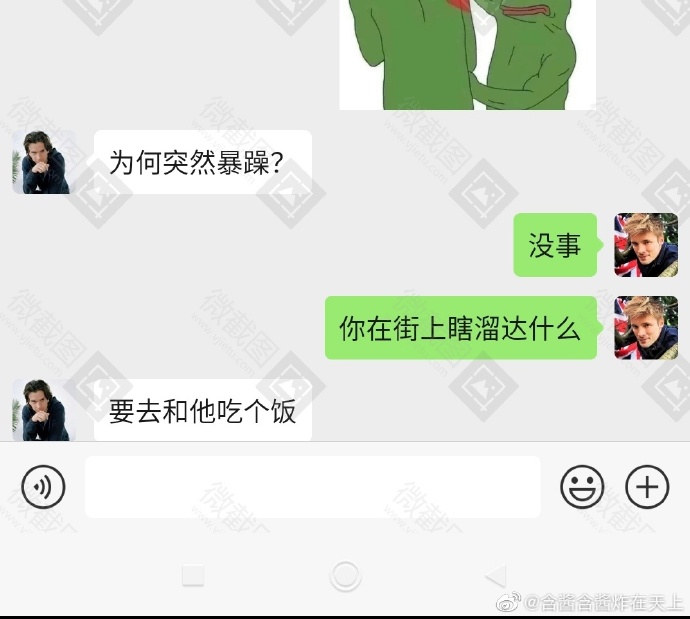 为何突然暴躁?
没事
你在街上瞎溜达什么
要去和他吃个饭
微截图
@含酱含酱炸在天上